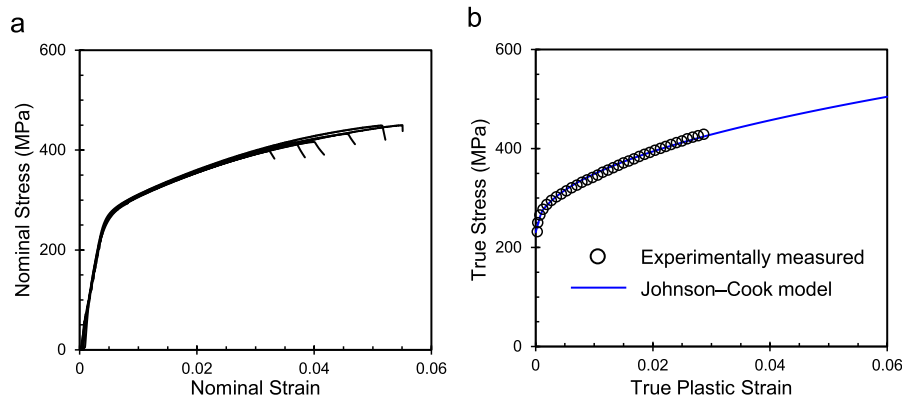 a
600
400
200
0
0
0.02
0.04
0.06
Nominal Stress (MPa)
Nominal Strain
b
600
400
200
0
0
0.02
0.04
0.06
True Stress (MPa)
True Plastic Strain
Experimentally measured
Johnson–Cook model